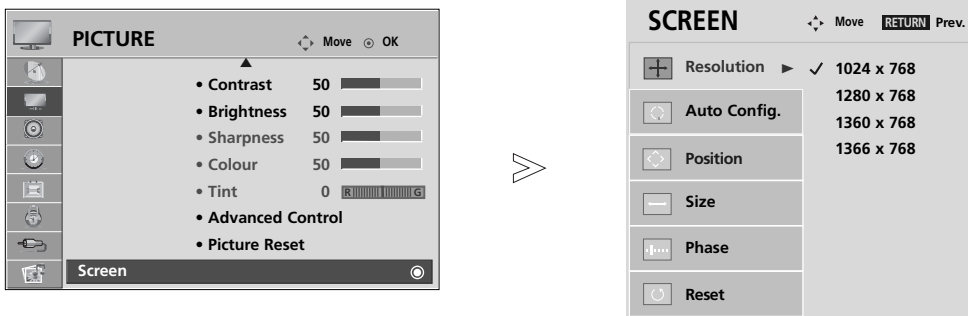 PICTURE Move OK
• Contrast 50
• Brightness 50
• Sharpness 50
• Colour 50
• Tint 0 R G
• Advanced Control
• Picture Reset
Screen
SCREEN Move RETURN Prev.
Resolution ► ✓ 1024 x 768
1280 x 768
1360 x 768
1366 x 768
Auto Config.
Position
Size
Phase
Reset